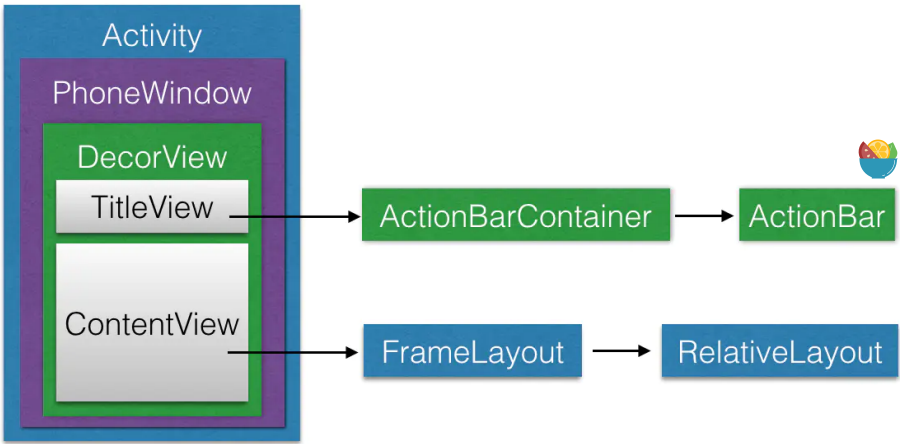 Activity
PhoneWindow
DecorView
TitleView
ActionBarContainer
ActionBar
ContentView
FrameLayout
RelativeLayout